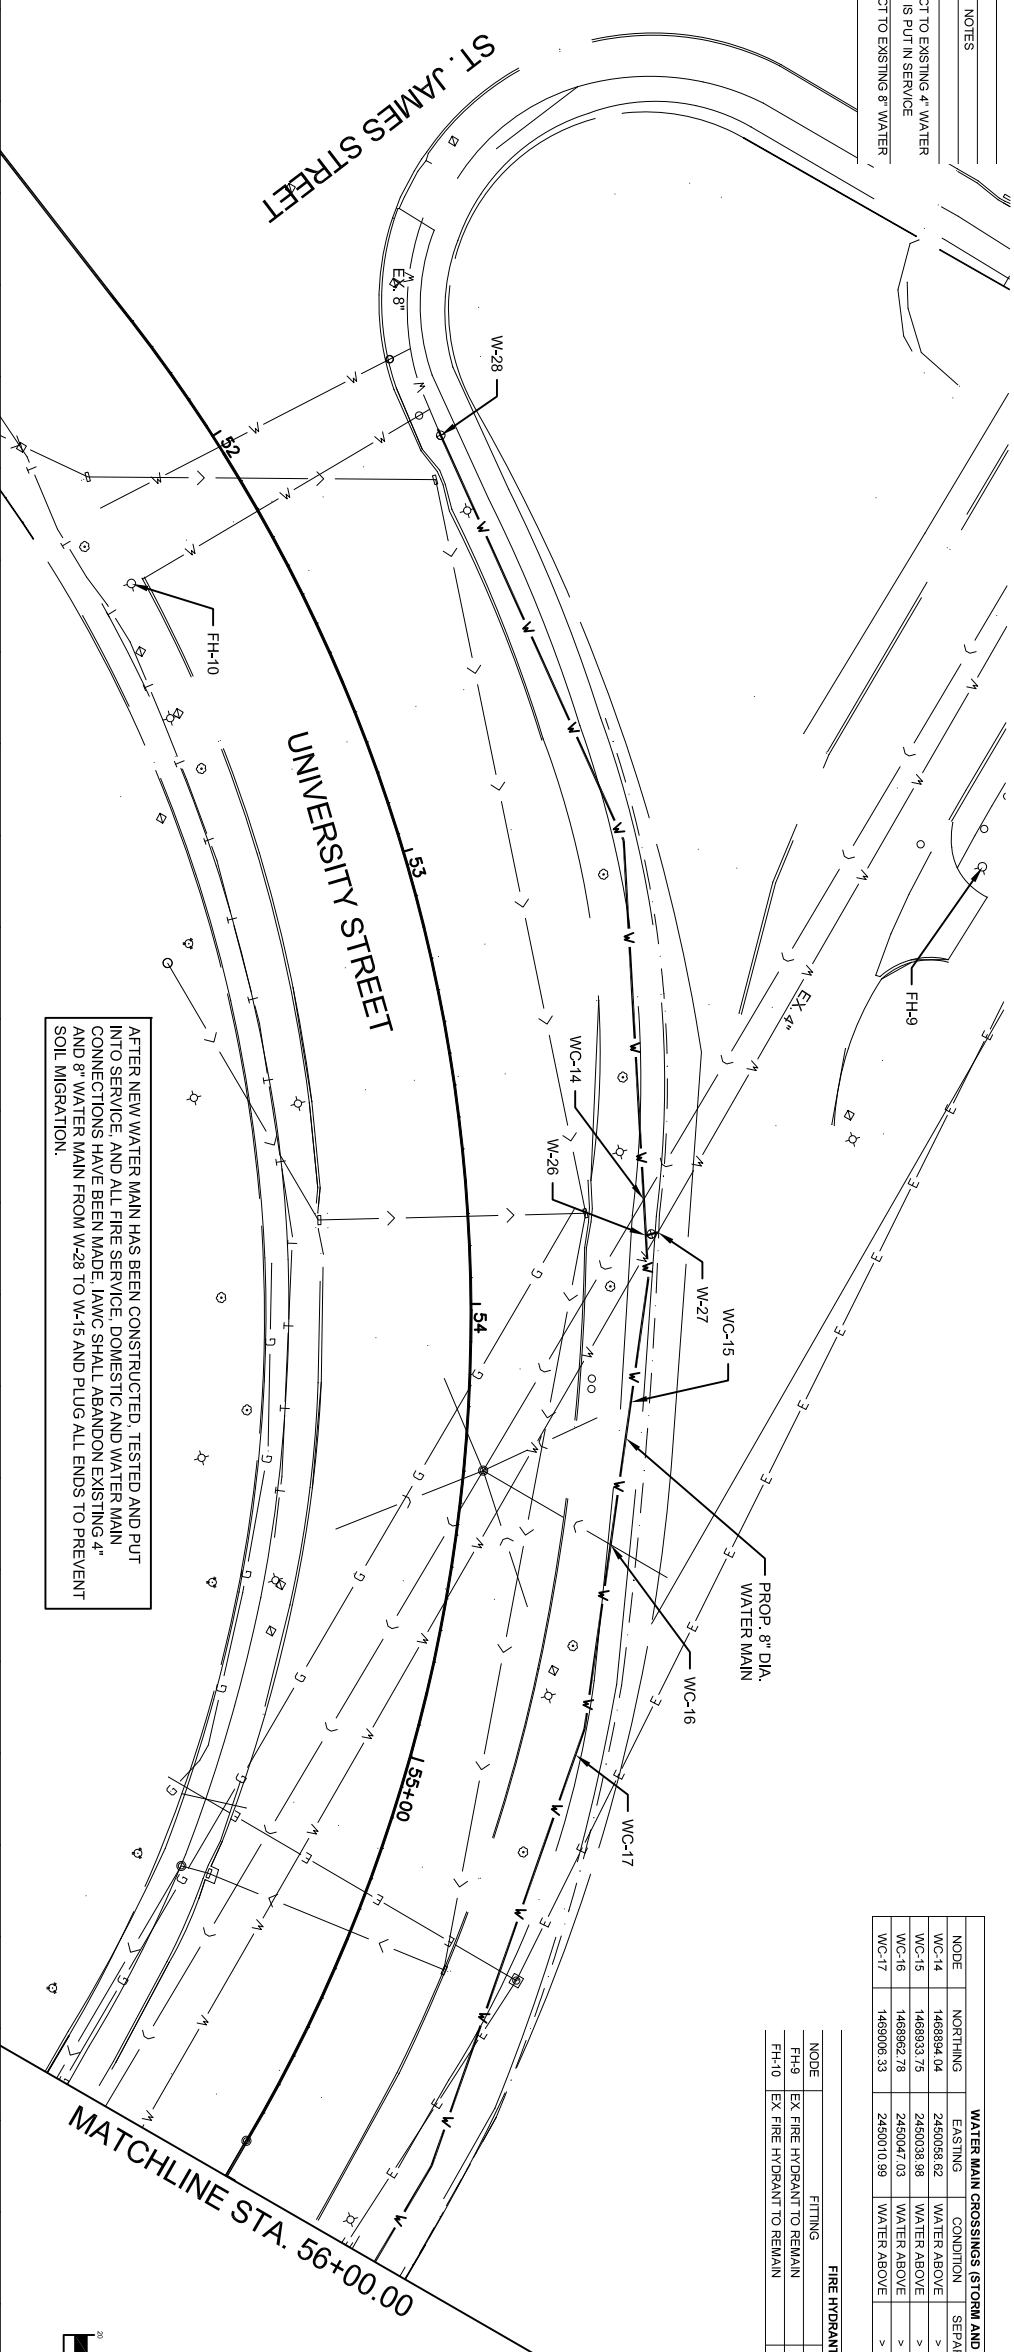 NOTES
CT TO EXISTING 4" WATER
IS PUT IN SERVICE
CT TO EXISTING 8" WATER
ST. JAMES STREET
EX. 8"
W-28
52
FH-10
UNIVERSITY STREET
53
FH-9
EX. 4"
WC-14
W-26
W-27
WC-15
54
PROP. 8" DIA.
WATER MAIN
WC-16
WC-17
55+00
AFTER NEW WATER MAIN HAS BEEN CONSTRUCTED, TESTED AND PUT
INTO SERVICE, AND ALL FIRE SERVICE, DOMESTIC AND WATER MAIN
CONNECTIONS HAVE BEEN MADE, IAWC SHALL ABANDON EXISTING 4"
AND 8" WATER MAIN FROM W-28 TO W-15 AND PLUG ALL ENDS TO PREVENT
SOIL MIGRATION.
MATCHLINE STA. 56+00.00
WATER MAIN CROSSINGS (STORM AND
NODE NORTHING EASTING CONDITION SEPAR
WC-14 1468894.04 2450058.62 WATER ABOVE >
WC-15 1468933.75 2450038.98 WATER ABOVE >
WC-16 1468962.78 2450047.03 WATER ABOVE >
WC-17 1469006.33 2450010.99 WATER ABOVE >
FIRE HYDRANT
NODE FITTING
FH-9 EX. FIRE HYDRANT TO REMAIN
FH-10 EX. FIRE HYDRANT TO REMAIN
20